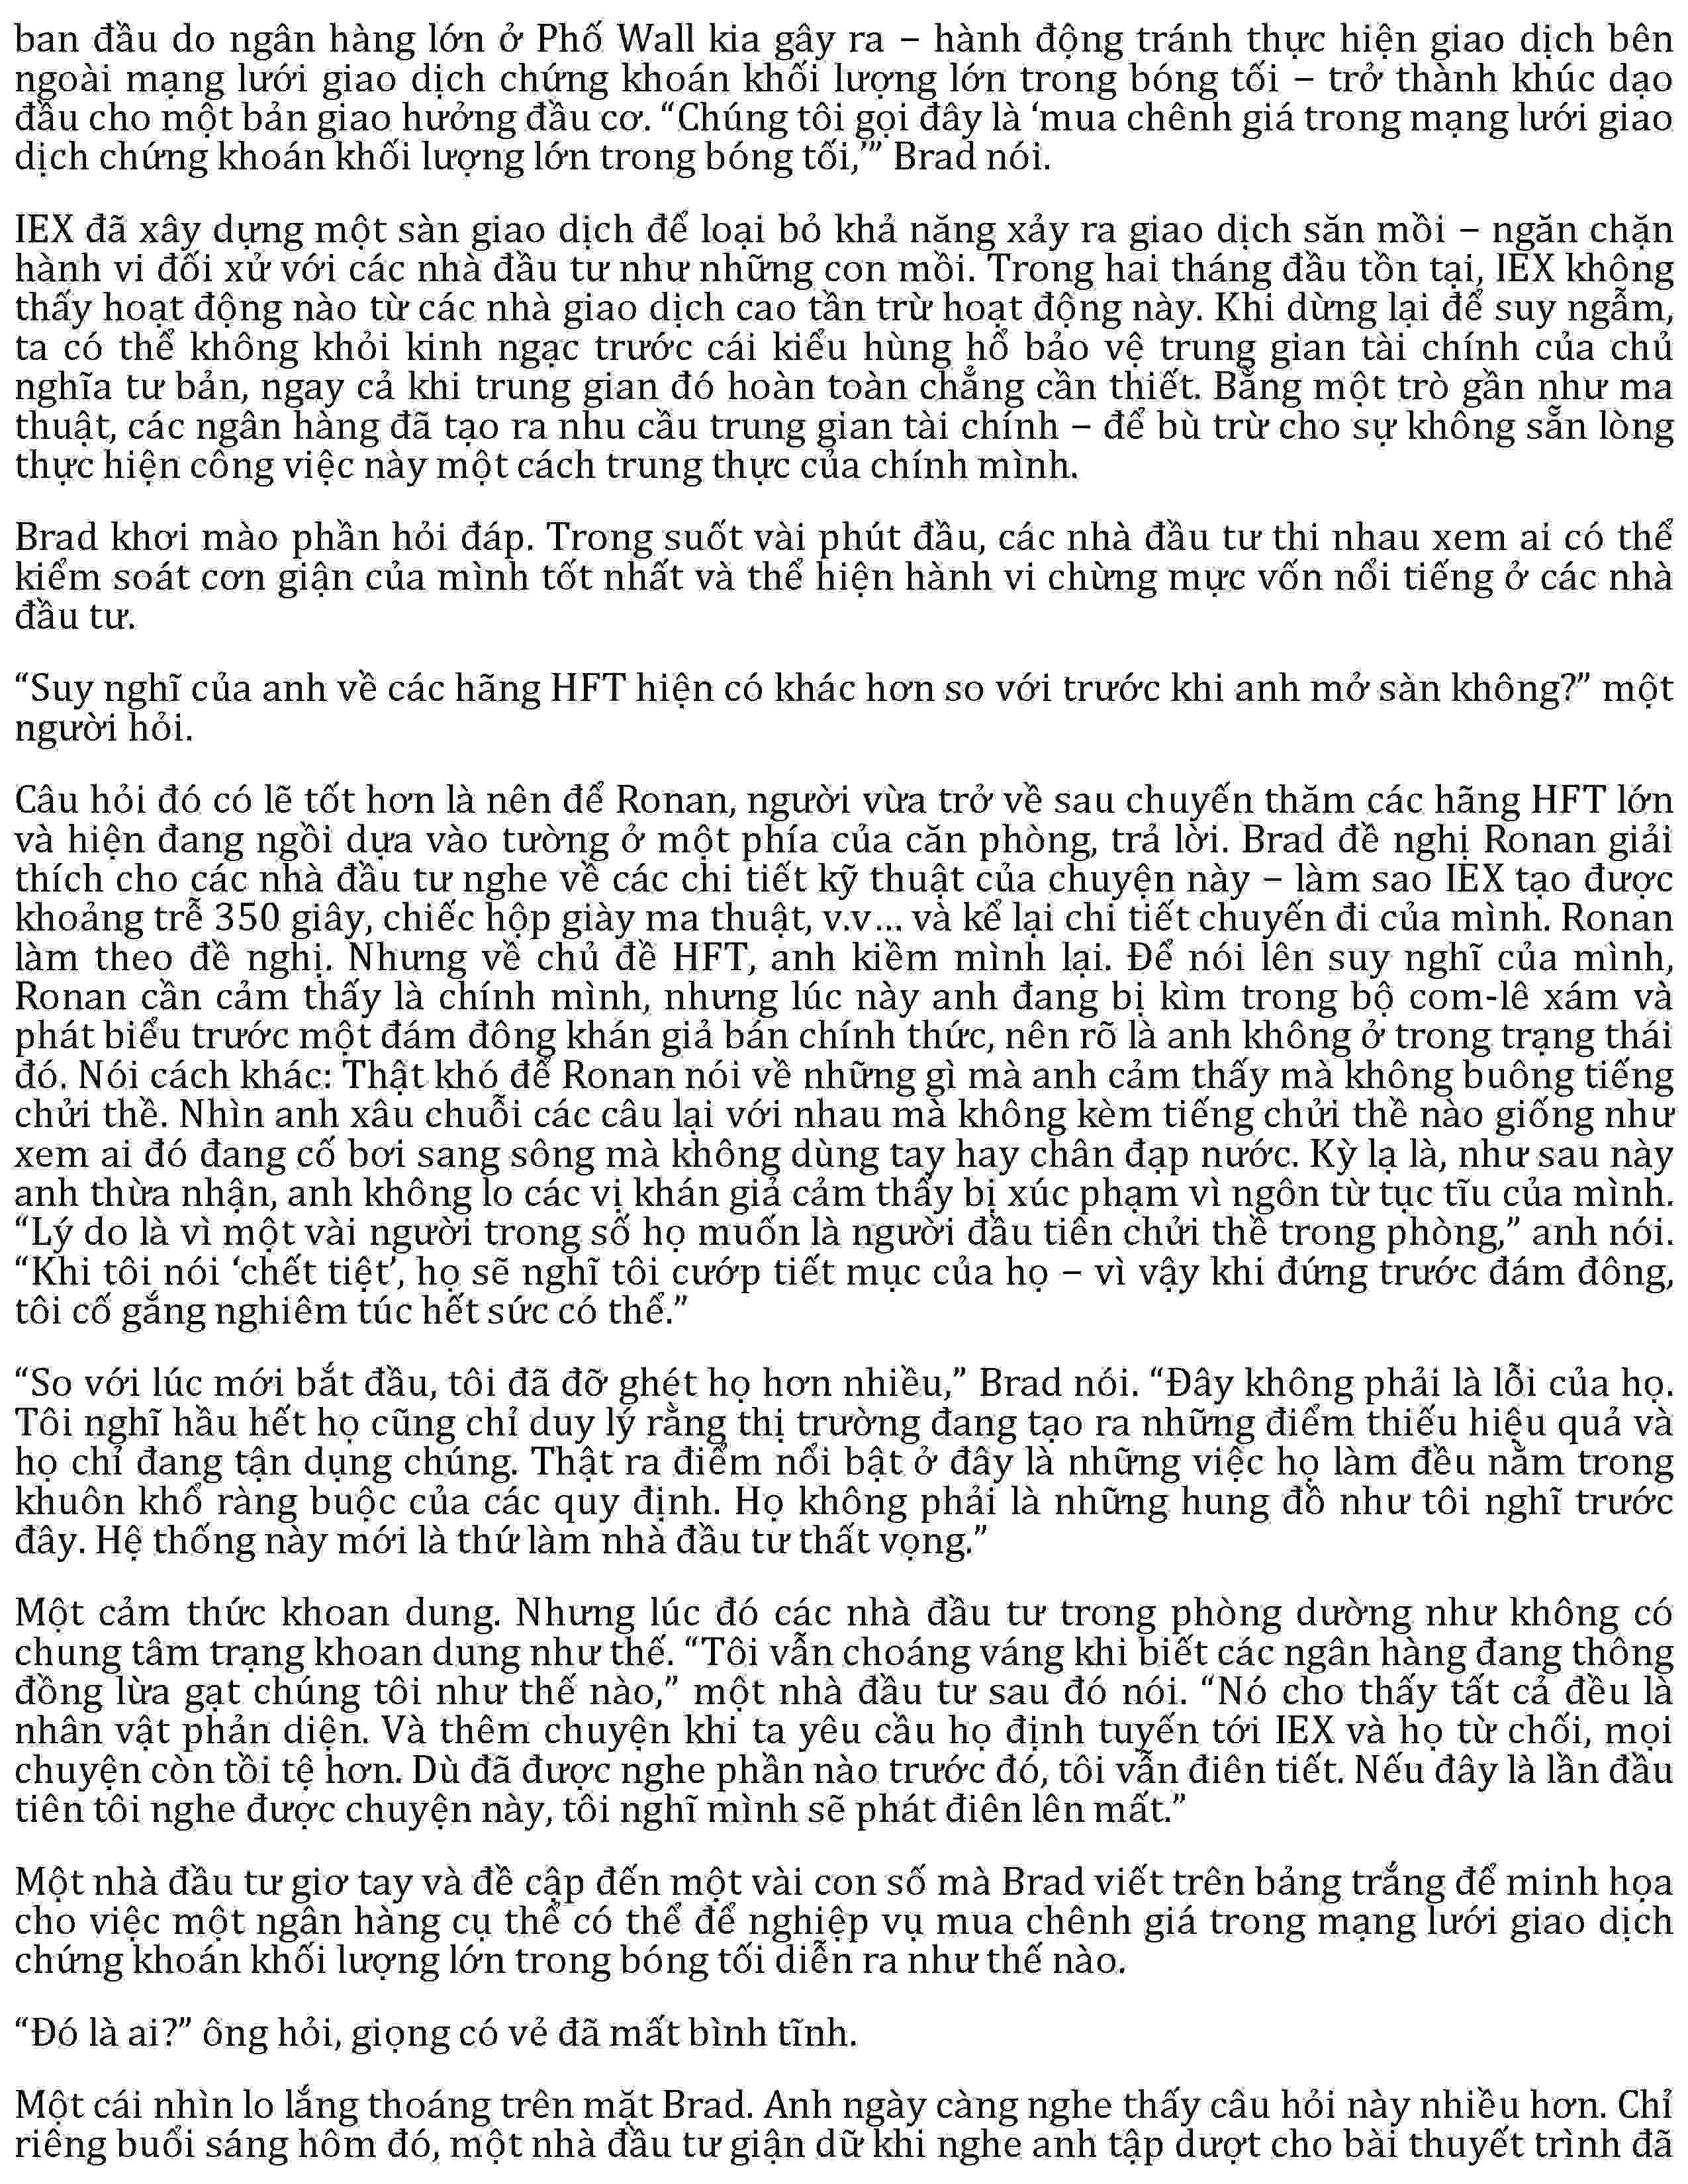 ban đầu do ngân hàng lớn ở Phố Wall kia gây ra – hành động tránh thực hiện giao dịch bên
ngoài mạng lưới giao dịch chứng khoán khối lượng lớn trong bóng tối – trở thành khúc dạo
đầu cho một bản giao hưởng đầu cơ. “Chúng tôi gọi đây là ‘mua chênh giá trong mạng lưới giao
dịch chứng khoán khối lượng lớn trong bóng tối,’” Brad nói.
IEX đã xây dựng một sàn giao dịch để loại bỏ khả năng xảy ra giao dịch săn mồi – ngăn chặn
hành vi đối xử với các nhà đầu tư như những con mồi. Trong hai tháng đầu tồn tại, IEX không
thấy hoạt động nào từ các nhà giao dịch cao tần trừ hoạt động này. Khi dừng lại để suy ngẫm,
ta có thể không khỏi kinh ngạc trước cái kiểu hùng hổ bảo vệ trung gian tài chính của chủ
nghĩa tư bản, ngay cả khi trung gian đó hoàn toàn chẳng cần thiết. Bằng một trò gần như ma
thuật, các ngân hàng đã tạo ra nhu cầu trung gian tài chính – để bù trừ cho sự không sẵn lòng
thực hiện công việc này một cách trung thực của chính mình.
Brad khơi mào phần hỏi đáp. Trong suốt vài phút đầu, các nhà đầu tư thi nhau xem ai có thể
kiểm soát cơn giận của mình tốt nhất và thể hiện hành vi chừng mực vốn nổi tiếng ở các nhà
đầu tư.
“Suy nghĩ của anh về các hãng HFT hiện có khác hơn so với trước khi anh mở sàn không?” một
người hỏi.
Câu hỏi đó có lẽ tốt hơn là nên để Ronan, người vừa trở về sau chuyến thăm các hãng HFT lớn
và hiện đang ngồi dựa vào tường ở một phía của căn phòng, trả lời. Brad đề nghị Ronan giải
thích cho các nhà đầu tư nghe về các chi tiết kỹ thuật của chuyện này – làm sao IEX tạo được
khoảng trễ 350 giây, chiếc hộp giày ma thuật, v.v... và kể lại chi tiết chuyến đi của mình. Ronan
làm theo đề nghị. Nhưng về chủ đề HFT, anh kiềm mình lại. Để nói lên suy nghĩ của mình,
Ronan cần cảm thấy là chính mình, nhưng lúc này anh đang bị kìm trong bộ com-lê xám và
phát biểu trước một đám đông khán giả bán chính thức, nên rõ là anh không ở trong trạng thái
đó. Nói cách khác: Thật khó để Ronan nói về những gì mà anh cảm thấy mà không buông tiếng
chửi thề. Nhìn anh xâu chuỗi các câu lại với nhau mà không kèm tiếng chửi thề nào giống như
xem ai đó đang cố bơi sang sông mà không dùng tay hay chân đạp nước. Kỳ lạ là, như sau này
anh thừa nhận, anh không lo các vị khán giả cảm thấy bị xúc phạm vì ngôn từ tục tĩu của mình.
“Lý do là vì một vài người trong số họ muốn là người đầu tiên chửi thề trong phòng,” anh nói.
“Khi tôi nói ‘chết tiệt’, họ sẽ nghĩ tôi cướp tiết mục của họ – vì vậy khi đứng trước đám đông,
tôi cố gắng nghiêm túc hết sức có thể.”
“So với lúc mới bắt đầu, tôi đã đỡ ghét họ hơn nhiều,” Brad nói. “Đây không phải là lỗi của họ.
Tôi nghĩ hầu hết họ cũng chỉ duy lý rằng thị trường đang tạo ra những điểm thiếu hiệu quả và
họ chỉ đang tận dụng chúng. Thật ra điểm nổi bật ở đây là những việc họ làm đều nằm trong
khuôn khổ ràng buộc của các quy định. Họ không phải là những hung đồ như tôi nghĩ trước
đây. Hệ thống này mới là thứ làm nhà đầu tư thất vọng.”
Một cảm thức khoan dung. Nhưng lúc đó các nhà đầu tư trong phòng dường như không có
chung tâm trạng khoan dung như thế. “Tôi vẫn choáng váng khi biết các ngân hàng đang thông
đồng lừa gạt chúng tôi như thế nào,” một nhà đầu tư sau đó nói. “Nó cho thấy tất cả đều là
nhân vật phản diện. Và thêm chuyện khi ta yêu cầu họ định tuyến tới IEX và họ từ chối, mọi
chuyện còn tồi tệ hơn. Dù đã được nghe phần nào trước đó, tôi vẫn điên tiết. Nếu đây là lần đầu
tiên tôi nghe được chuyện này, tôi nghĩ mình sẽ phát điên lên mất.”
Một nhà đầu tư giơ tay và đề cập đến một vài con số mà Brad viết trên bảng trắng để minh họa
cho việc một ngân hàng cụ thể có thể để nghiệp vụ mua chênh giá trong mạng lưới giao dịch
chứng khoán khối lượng lớn trong bóng tối diễn ra như thế nào.
“Đó là ai?” ông hỏi, giọng có vẻ đã mất bình tĩnh.
Một cái nhìn lo lắng thoáng trên mặt Brad. Anh ngày càng nghe thấy câu hỏi này nhiều hơn. Chỉ
riêng buổi sáng hôm đó, một nhà đầu tư giận dữ khi nghe anh tập dượt cho bài thuyết trình đã